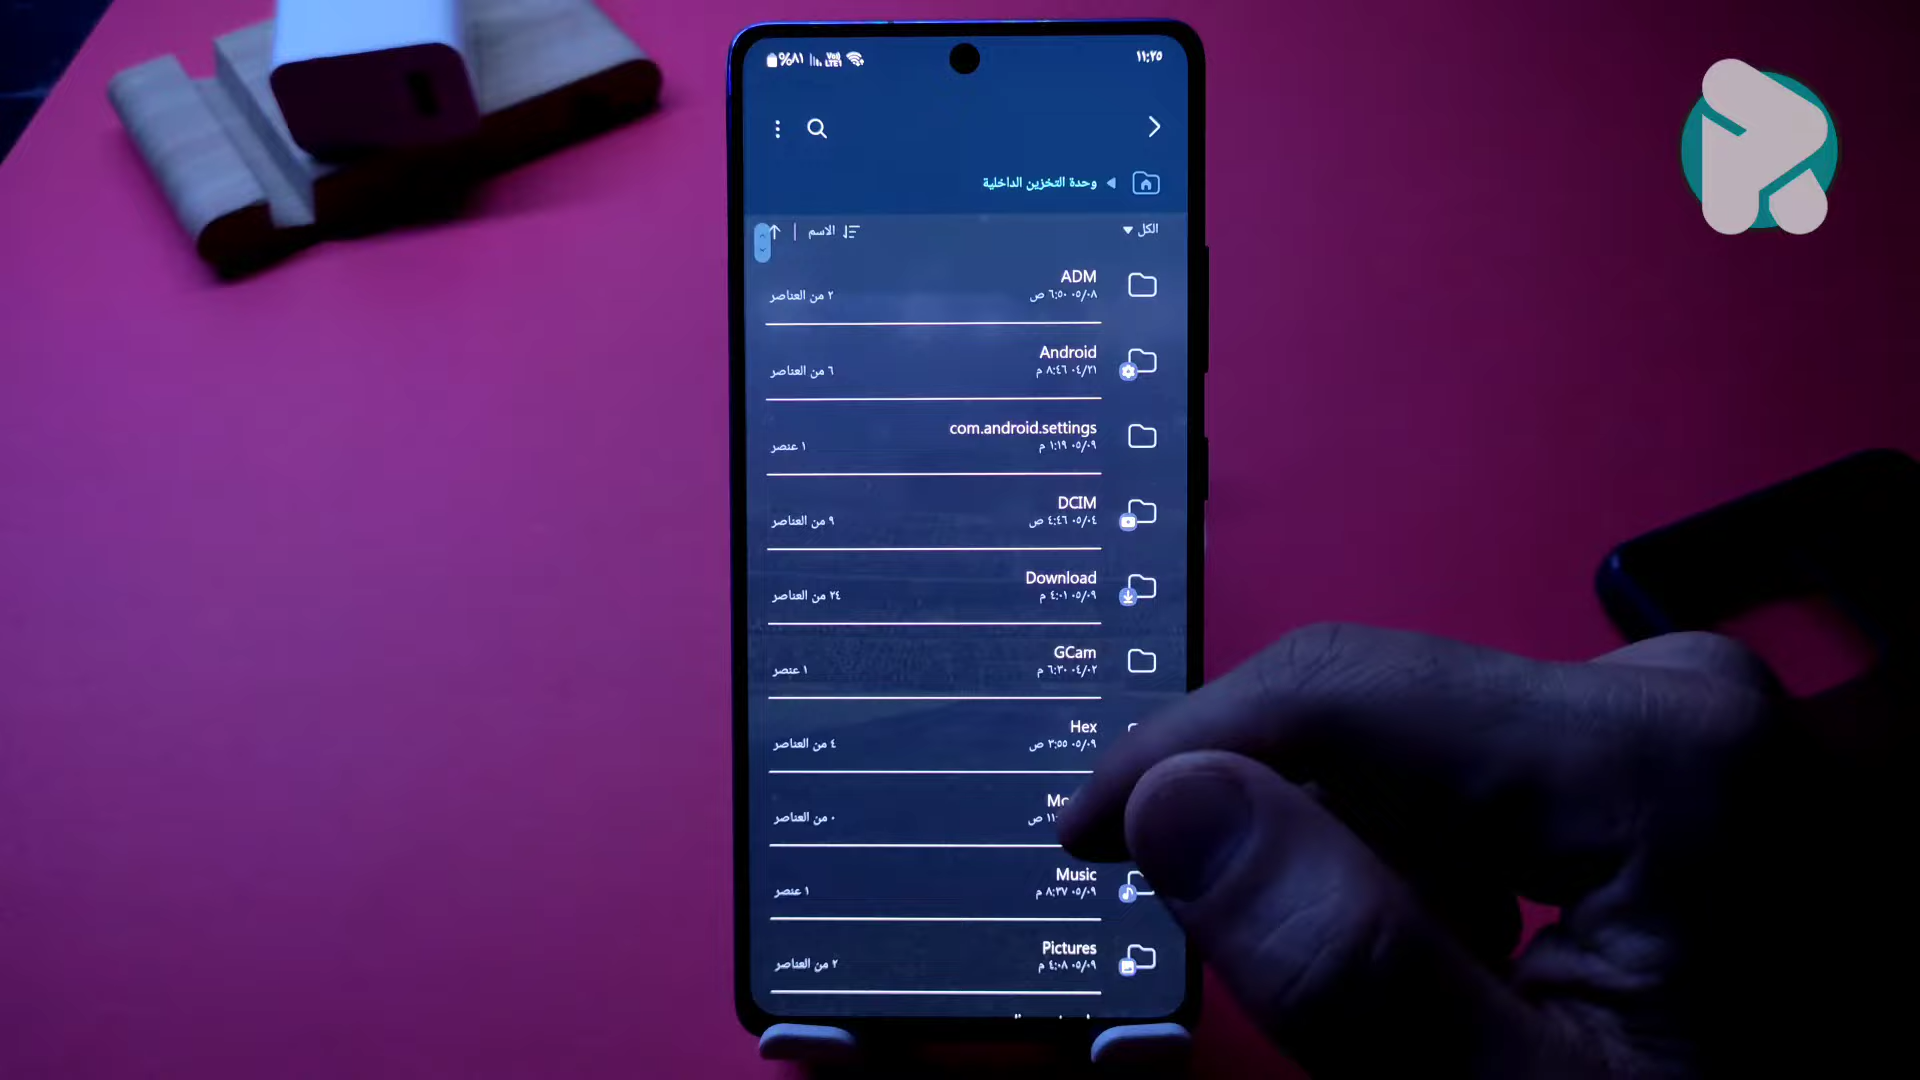 ١١:٢٥
%٨١
وحدة التخزين الداخلية
الكل
الاسم
ADM
٠٥/٠٨ ٦:٥٠ ص
٢ من العناصر
Android
٠٤/٢١ ٨:٤٦ م
٦ من العناصر
com.android.settings
٠٥/٠٩ ١:١٩ م
١ عنصر
DCIM
٠٥/٠٤ ٤:٤٦ ص
٩ من العناصر
Download
٠٥/٠٩ ٤:٠١ م
٢٤ من العناصر
GCam
٠٤/٠٢ ٦:٣٠ م
١ عنصر
Hex
٠٥/٠٩ ٣:٥٥ ص
٤ من العناصر
٠ من العناصر
Music
٠٥/٠٩ ٨:٣٧ م
١ عنصر
Pictures
٠٥/٠٩ ٤:٠٨ م
٢ من العناصر